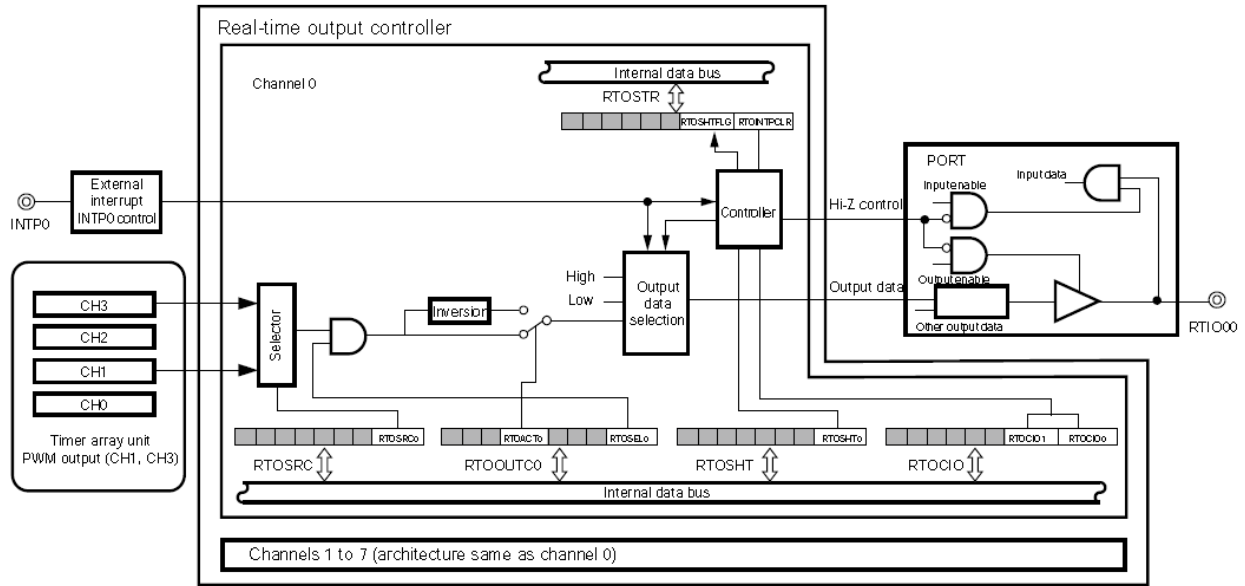 Real-time output controller
Channel 0
Internal data bus
RTOSTR
RTOSHTFLG RTOINTPCLR
INTP0
External
interrupt
INTP0 control
Controller
Hi-Z control
PORT
Input data
Input enable
Output enable
Output data
Other output data
RTIO00
High
Low
Output
data
selection
Inversion
Selector
CH3
CH2
CH1
CH0
Timer array unit
PWM output (CH1, CH3)
RTOSRC0
RTOACT0 RTOSEL0
RTOSHT0
RTOCIO1 RTOCIO0
RTOSRC
RTOOUTC0
RTOSHT
RTOCIO
Internal data bus
Channels 1 to 7 (architecture same as channel 0)